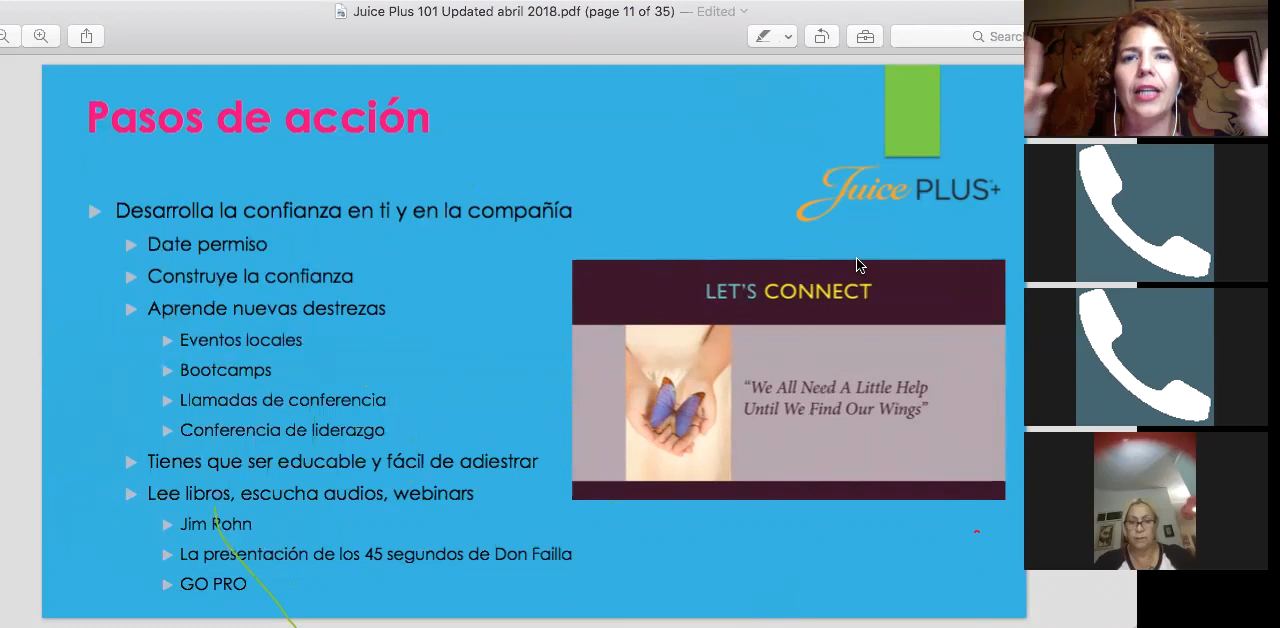 Juice Plus 101 Updated abril 2018.pdf (page 11 of 35) — Edited
Search
Pasos de acción
Juice PLUS+
Desarrolla la confianza en ti y en la compañía
Date permiso
Construye la confianza
Aprende nuevas destrezas
Eventos locales
Bootcamps
Llamadas de conferencia
Conferencia de liderazgo
Tienes que ser educable y fácil de adiestrar
Lee libros, escucha audios, webinars
Jim Rohn
La presentación de los 45 segundos de Don Failla
GO PRO
LET'S CONNECT
“We All Need A Little Help
Until We Find Our Wings”